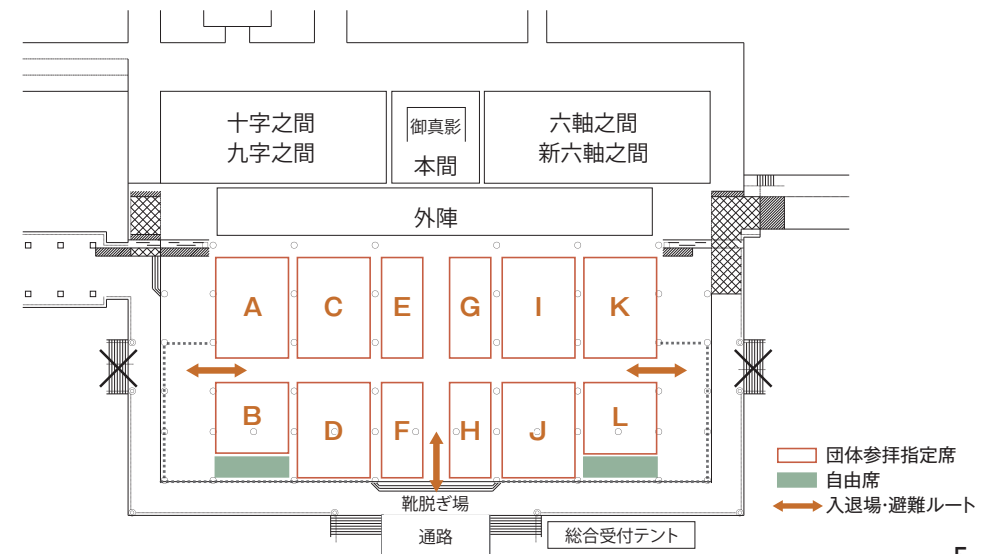 十字之間
九字之間
御真影
本間
六軸之間
新六軸之間
外陣
A
C
E
G
I
K
B
D
F
H
J
L
団体参拝指定席
自由席
入退場・避難ルート
靴脱ぎ場
通路
総合受付テント